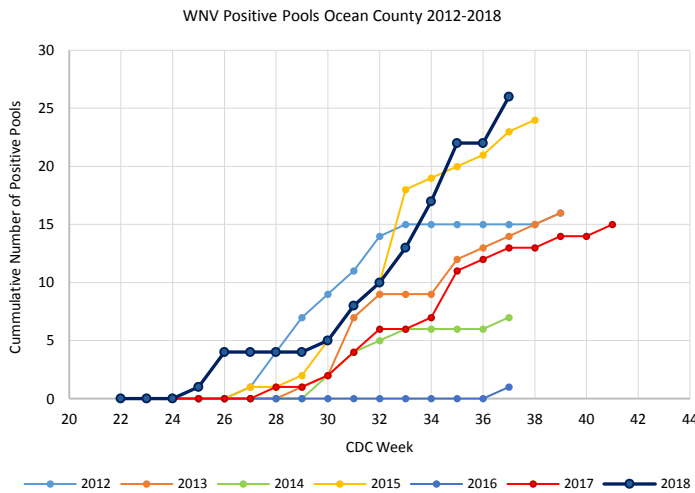 WNV Positive Pools Ocean County 2012-2018
30
25
20
15
10
5
0
Cummulative Number of Positive Pools
20 22 24 26 28 30 32 34 36 38 40 42 44
CDC Week
2012 2013 2014 2015 2016 2017 2018